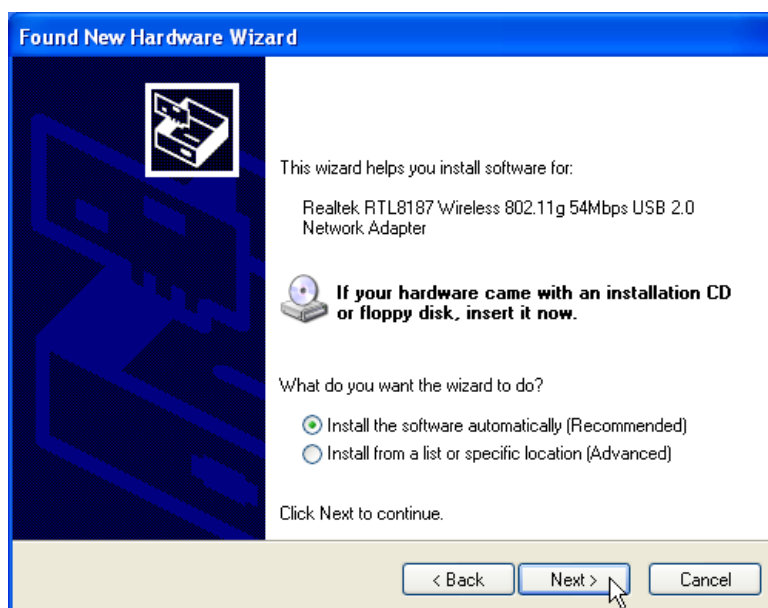 Found New Hardware Wizard
This wizard helps you install software for:
Realtek RTL8187 Wireless 802.11g 54Mbps USB 2.0
Network Adapter
If your hardware came with an installation CD
or floppy disk, insert it now.
What do you want the wizard to do?
Install the software automatically (Recommended)
Install from a list or specific location (Advanced)
Click Next to continue.
< Back Next > Cancel